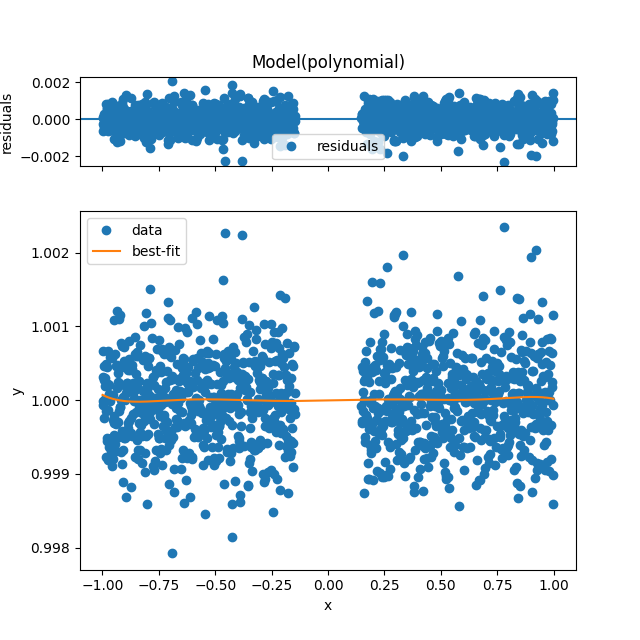 Model(polynomial)
0.002
0.000
−0.002
residuals
residuals
data
best-fit
1.002
1.001
1.000
0.999
0.998
y
−1.00 −0.75 −0.50 −0.25 0.00 0.25 0.50 0.75 1.00
x